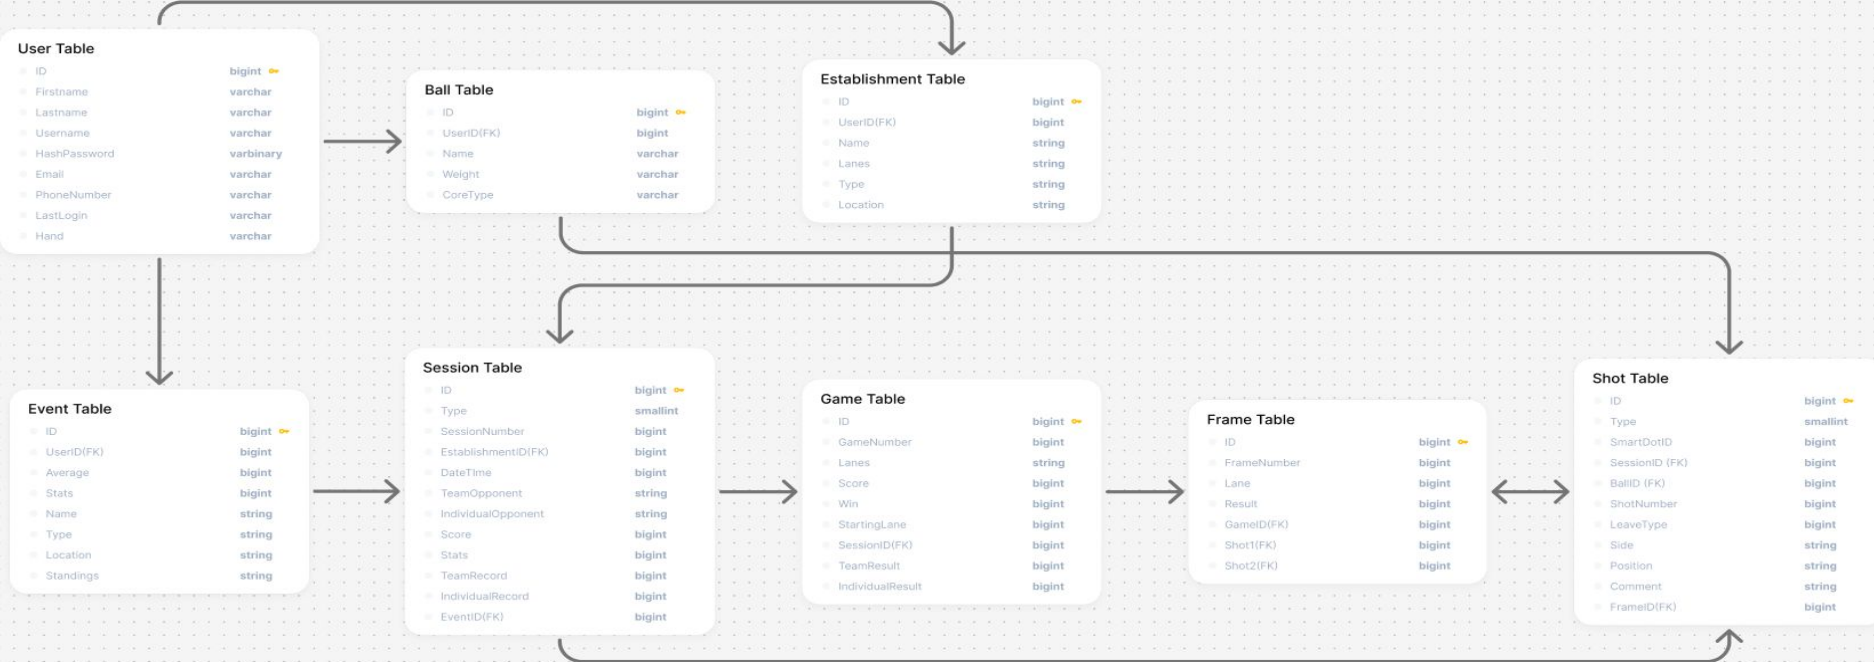 User Table
ID bigint
Firstname varchar
Lastname varchar
Username varchar
HashPassword varbinary
Email varchar
PhoneNumber varchar
LastLogin varchar
Hand varchar
Ball Table
ID bigint
UserID(FK) bigint
Name varchar
Weight varchar
CoreType varchar
Establishment Table
ID bigint
UserID(FK) bigint
Name string
Lanes string
Type string
Location string
Event Table
ID bigint
UserID(FK) bigint
Average bigint
Stats bigint
Name string
Type string
Location string
Standings string
Session Table
ID bigint
Type smallint
SessionNumber bigint
EstablishmentID(FK) bigint
DateTIme bigint
TeamOpponent string
IndividualOpponent string
Score bigint
Stats bigint
TeamRecord bigint
IndividualRecord bigint
EventID(FK) bigint
Game Table
ID bigint
GameNumber bigint
Lanes string
Score bigint
Win bigint
StartingLane bigint
SessionID(FK) bigint
TeamResult bigint
IndividualResult bigint
Frame Table
ID bigint
FrameNumber bigint
Lane bigint
Result bigint
GameID(FK) bigint
Shot1(FK) bigint
Shot2(FK) bigint
Shot Table
ID bigint
Type smallint
SmartDotID bigint
SessionID (FK) bigint
BallID (FK) bigint
ShotNumber bigint
LeaveType bigint
Side string
Position string
Comment string
FrameID(FK) bigint